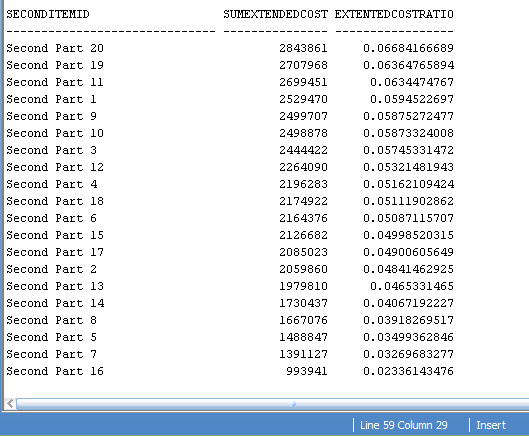 SECONDITEMID SUMEXTENDEDCOST EXTENTEDCOSTRATIO
------------------------------ --------------- -----------------
Second Part 20 2843861 0.06684166689
Second Part 19 2707968 0.06364765894
Second Part 11 2699451 0.0634474767
Second Part 1 2529470 0.0594522697
Second Part 9 2499707 0.05875272477
Second Part 10 2498878 0.05873324008
Second Part 3 2444422 0.05745331472
Second Part 12 2264090 0.05321481943
Second Part 4 2196283 0.05162109424
Second Part 18 2174922 0.05111902862
Second Part 6 2164376 0.05087115707
Second Part 15 2126682 0.04998520315
Second Part 17 2085023 0.04900605649
Second Part 2 2059860 0.04841462925
Second Part 13 1979810 0.0465331465
Second Part 14 1730437 0.04067192227
Second Part 8 1667076 0.03918269517
Second Part 5 1488847 0.03499362846
Second Part 7 1391127 0.03269683277
Second Part 16 993941 0.02336143476
Line 59 Column 29 Insert